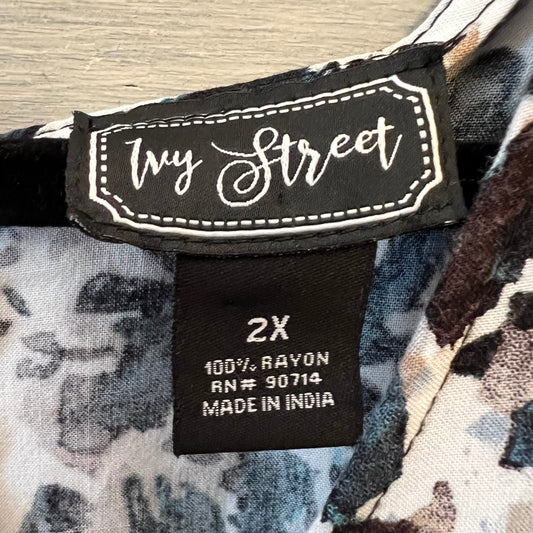 Ivy Street
2X
100% RAYON
RN# 90714
MADE IN INDIA